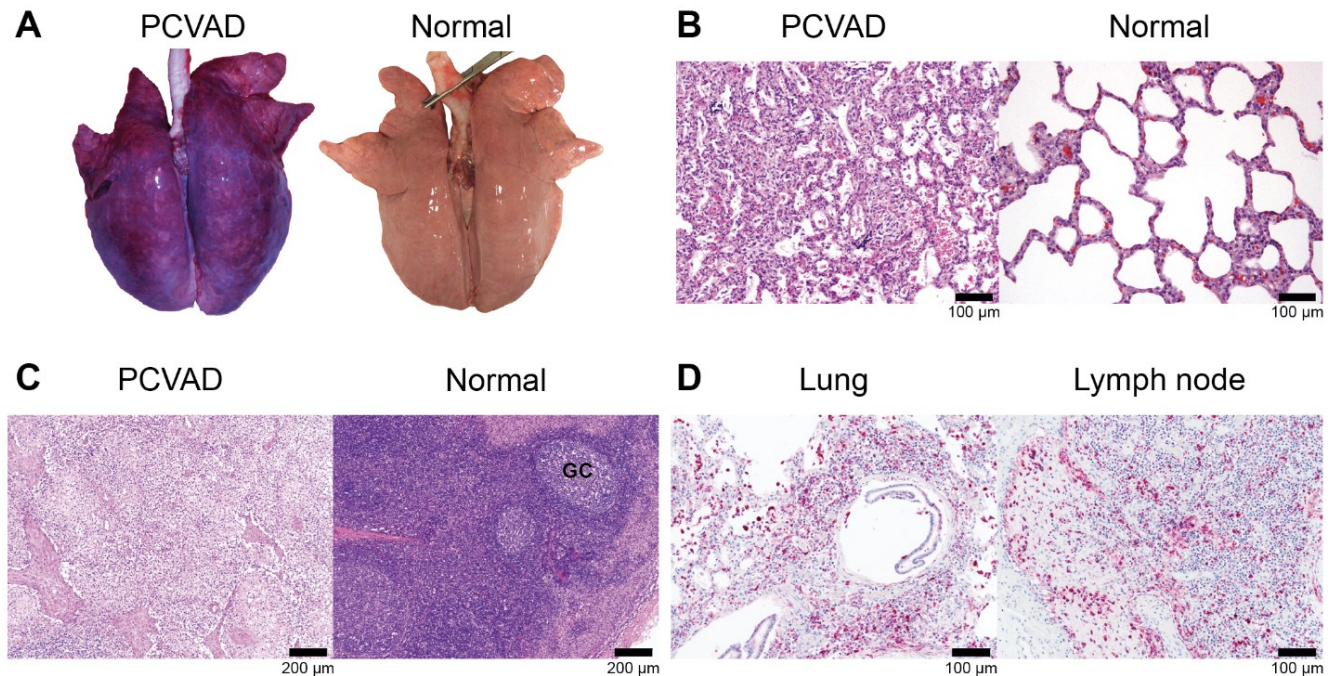 A
PCVAD
Normal
B
PCVAD
Normal
100 µm
100 µm
C
PCVAD
Normal
GC
200 µm
200 µm
D
Lung
Lymph node
100 µm
100 µm